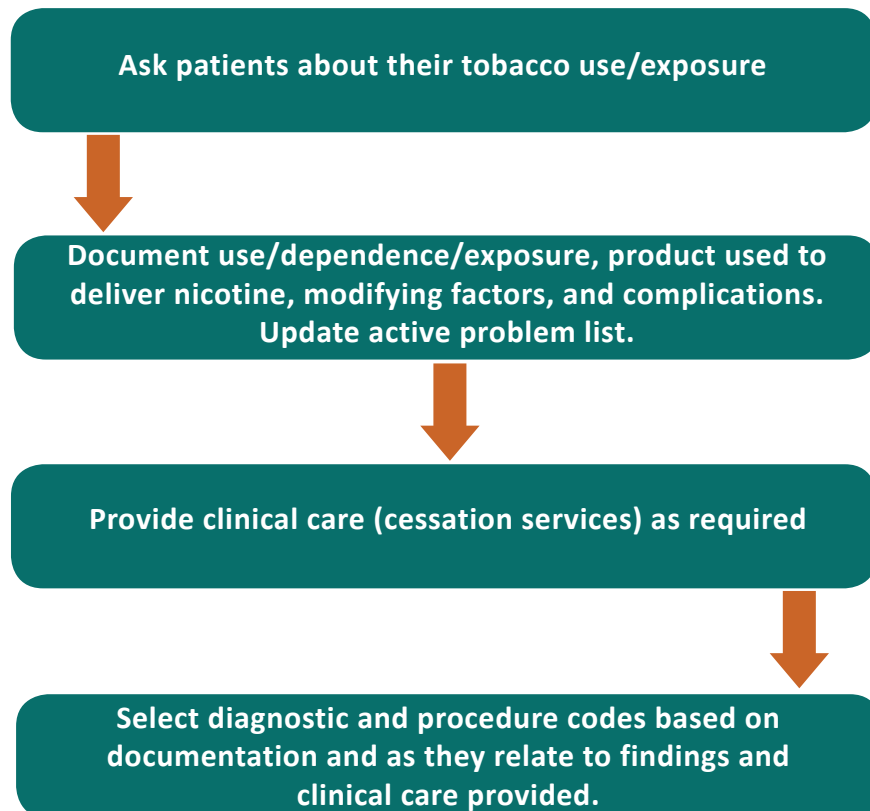 Ask patients about their tobacco use/exposure
Document use/dependence/exposure, product used to
deliver nicotine, modifying factors, and complications.
Update active problem list.
Provide clinical care (cessation services) as required
Select diagnostic and procedure codes based on
documentation and as they relate to findings and
clinical care provided.